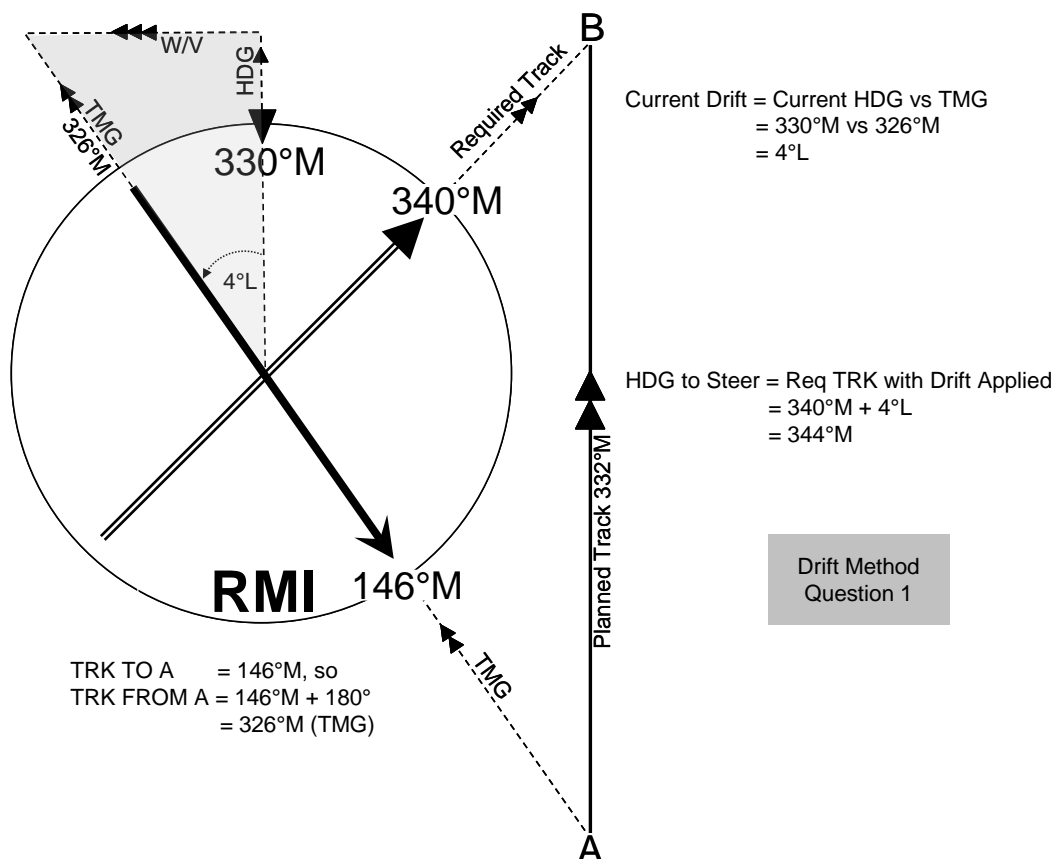 B
W/V
HDG
TMG
326°M
330°M
Required Track
340°M
4°L
Current Drift = Current HDG vs TMG
= 330°M vs 326°M
= 4°L
HDG to Steer = Req TRK with Drift Applied
= 340°M + 4°L
= 344°M
Planned Track 332°M
Drift Method
Question 1
RMI
146°M
TMG
TRK TO A = 146°M, so
TRK FROM A = 146°M + 180°
= 326°M (TMG)
A